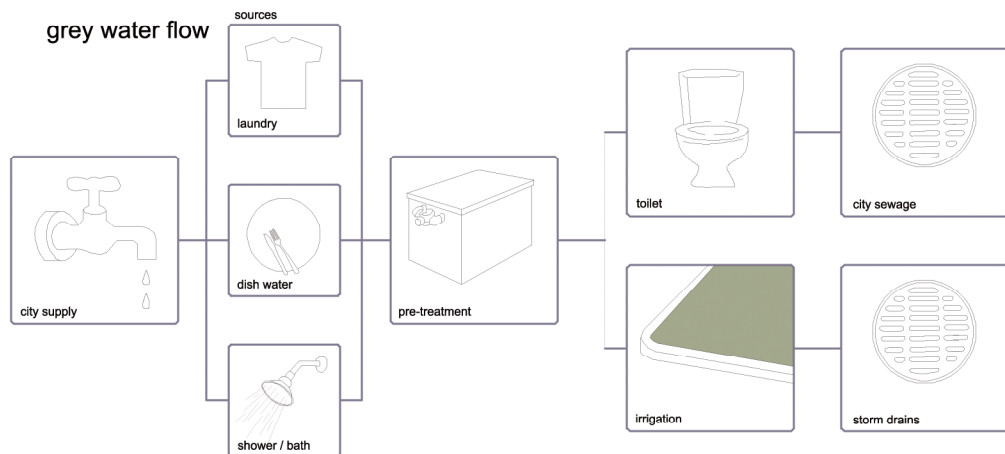 grey water flow
sources
laundry
city supply
dish water
shower / bath
pre-treatment
toilet
city sewage
irrigation
storm drains